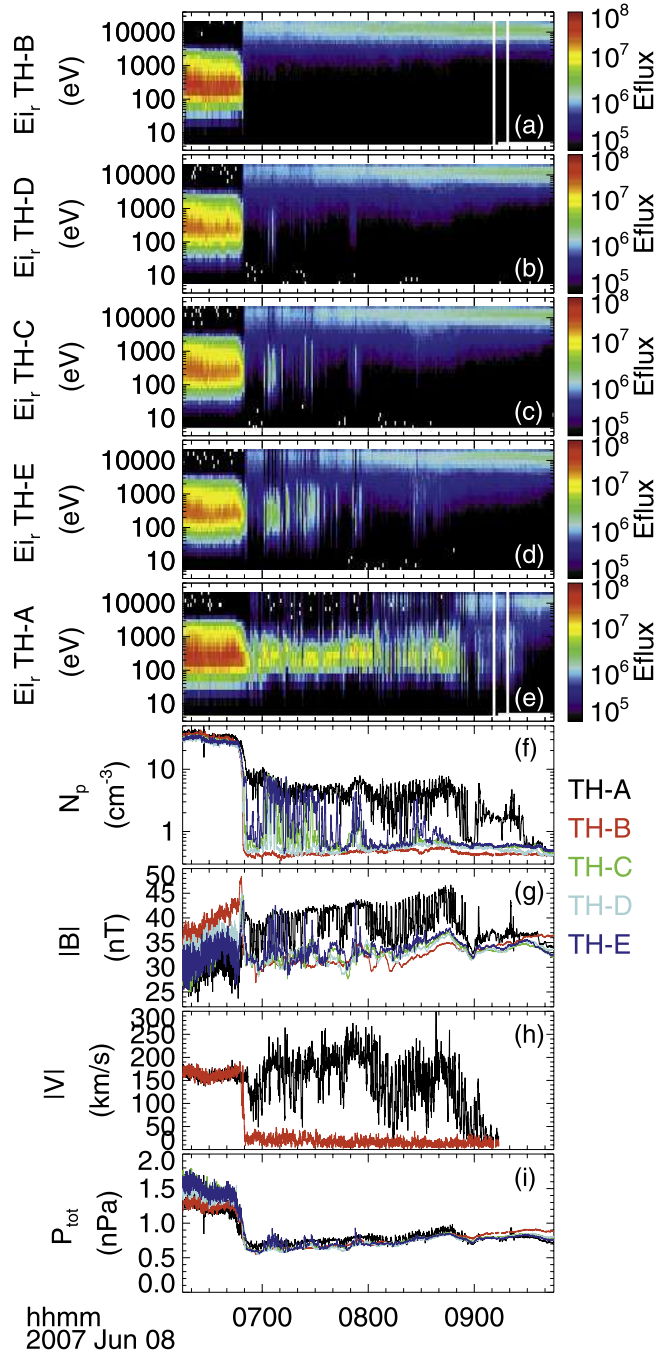 Ei_r TH-B
(eV)
10000
1000
100
10
(a)
10^8
10^7
10^6
10^5
Eflux
Ei_r TH-D
(eV)
10000
1000
100
10
(b)
10^8
10^7
10^6
10^5
Eflux
Ei_r TH-C
(eV)
10000
1000
100
10
(c)
10^8
10^7
10^6
10^5
Eflux
Ei_r TH-E
(eV)
10000
1000
100
10
(d)
10^8
10^7
10^6
10^5
Eflux
Ei_r TH-A
(eV)
10000
1000
100
10
(e)
10^8
10^7
10^6
10^5
Eflux
N_p
(cm^-3)
10
1
(f)
TH-A
TH-B
TH-C
TH-D
TH-E
|B|
(nT)
50
45
40
35
30
25
(g)
|V|
(km/s)
300
250
200
150
100
50
0
(h)
P_tot
(nPa)
2.0
1.5
1.0
0.5
0.0
(i)
hhmm
0700 0800 0900
2007 Jun 08